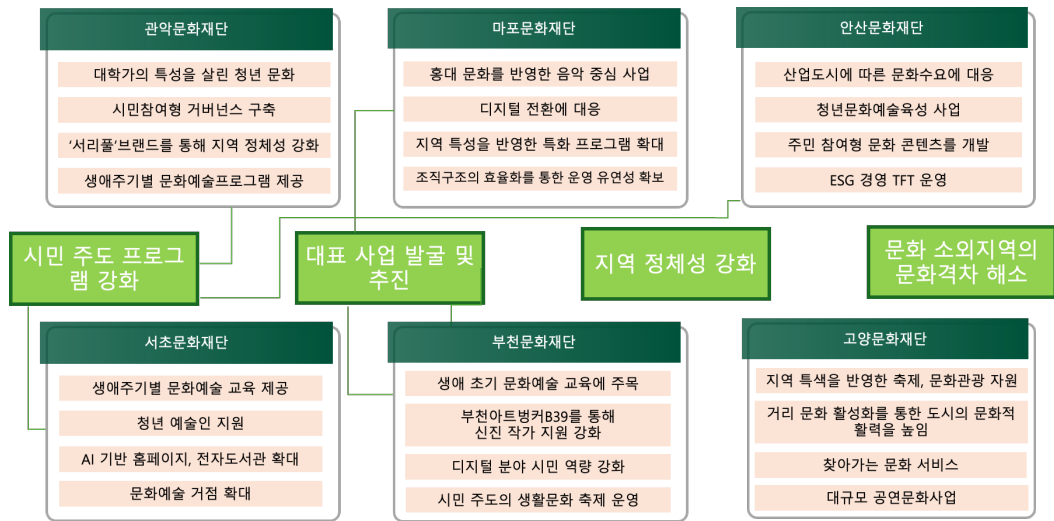 관악문화재단
대학가의 특성을 살린 청년 문화
시민참여형 거버넌스 구축
‘서리풀’브랜드를 통해 지역 정체성 강화
생애주기별 문화예술프로그램 제공
마포문화재단
홍대 문화를 반영한 음악 중심 사업
디지털 전환에 대응
지역 특성을 반영한 특화 프로그램 확대
조직구조의 효율화를 통한 운영 유연성 확보
안산문화재단
산업도시에 따른 문화수요에 대응
청년문화예술육성 사업
주민 참여형 문화 콘텐츠를 개발
ESG 경영 TFT 운영
시민 주도 프로그
램 강화
대표 사업 발굴 및
추진
지역 정체성 강화
문화 소외지역의
문화격차 해소
서초문화재단
생애주기별 문화예술 교육 제공
청년 예술인 지원
AI 기반 홈페이지, 전자도서관 확대
문화예술 거점 확대
부천문화재단
생애 초기 문화예술 교육에 주목
부천아트벙커B39를 통해
신진 작가 지원 강화
디지털 분야 시민 역량 강화
시민 주도의 생활문화 축제 운영
고양문화재단
지역 특색을 반영한 축제, 문화관광 자원
거리 문화 활성화를 통한 도시의 문화적
활력을 높임
찾아가는 문화 서비스
대규모 공연문화사업